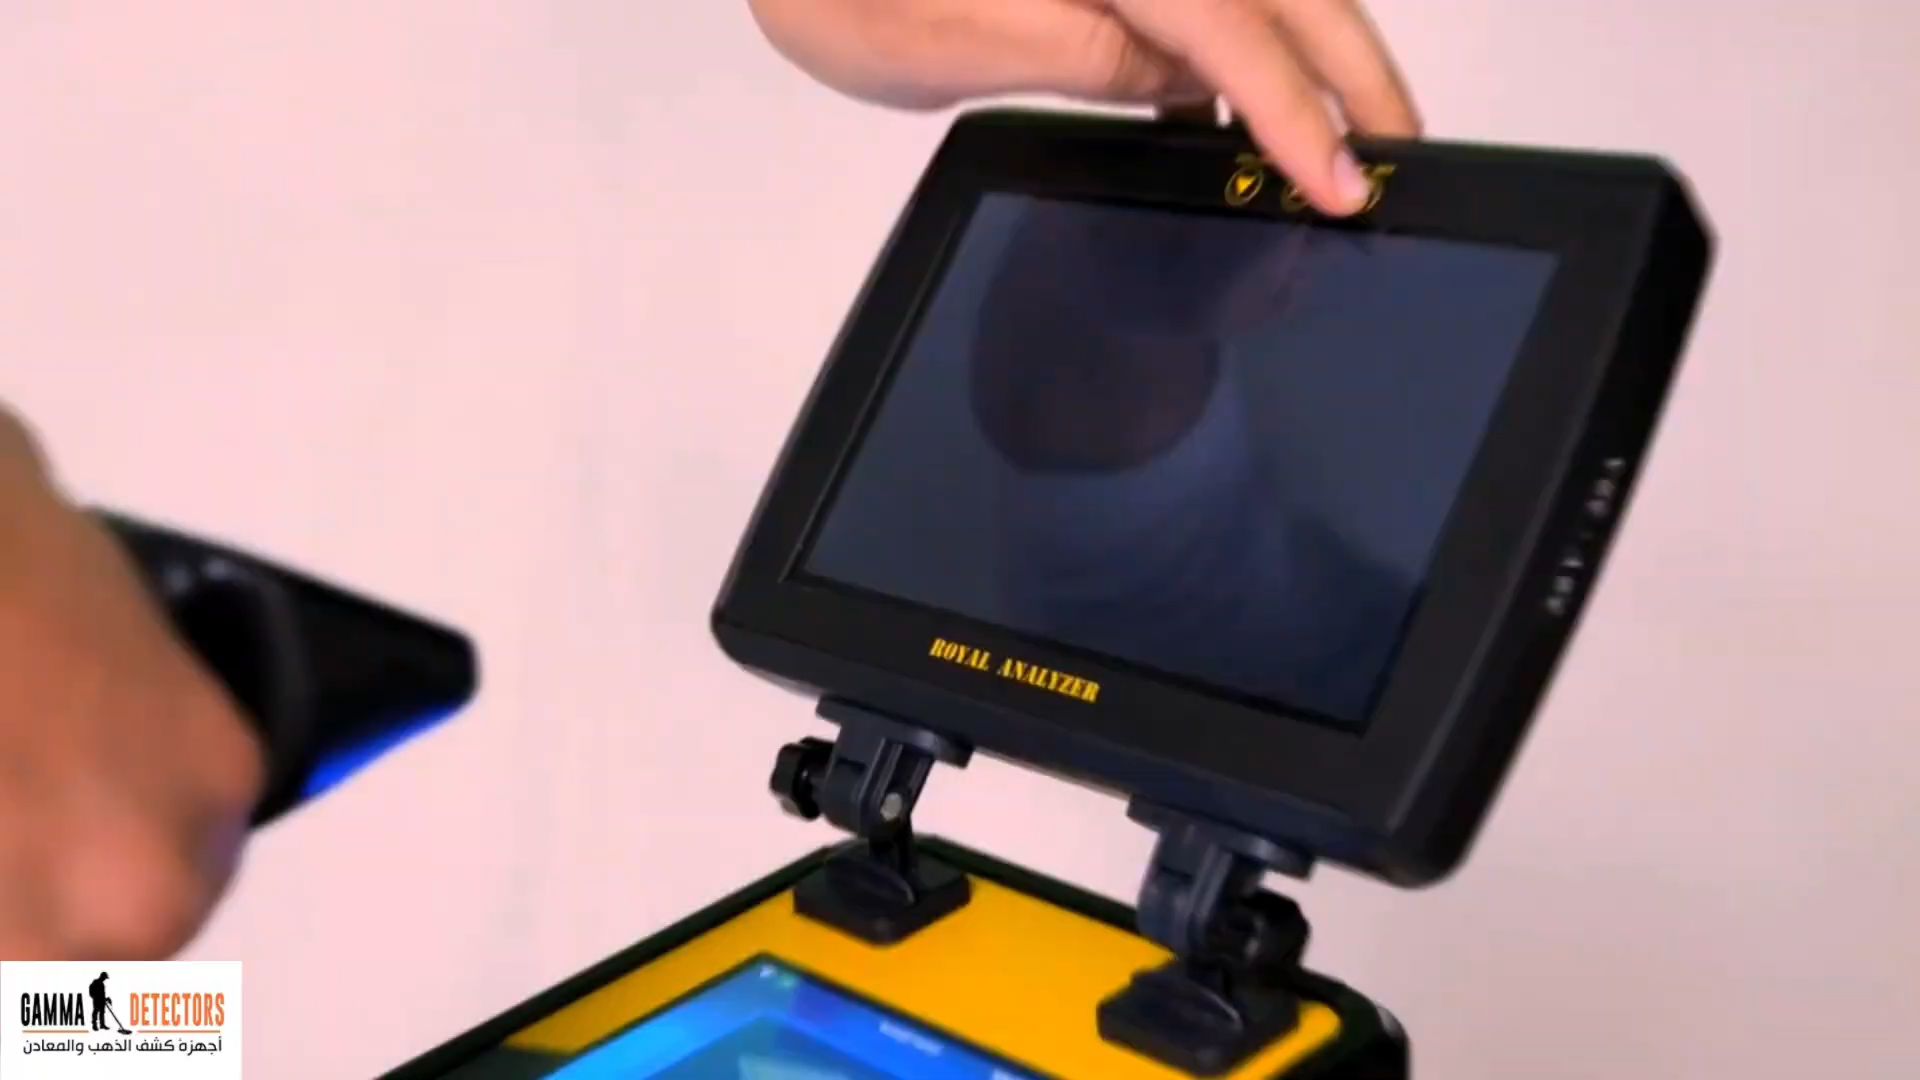 ROYAL ANALYZER
GAMMA DETECTORS
أجهزة كشف الذهب والمعادن